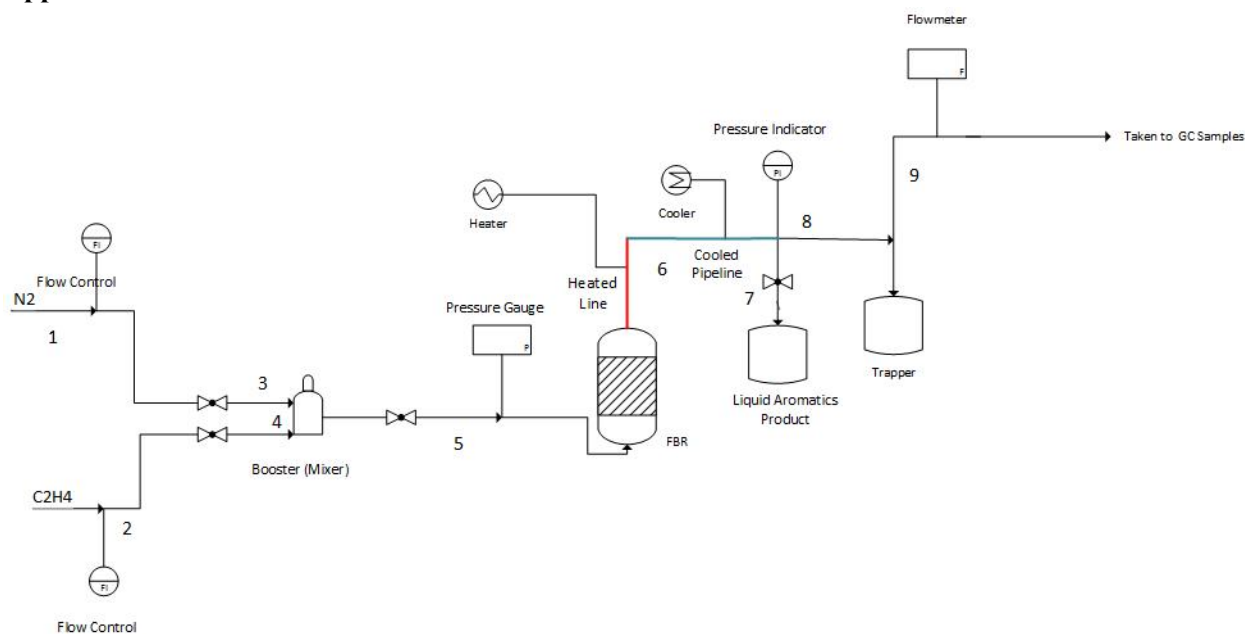 Flowmeter
F
Pressure Indicator
PI
Taken to GC Samples
9
Heater
Cooler
8
6
Cooled
Pipeline
Heated
Line
7
FI
Flow Control
N2
1
Pressure Gauge
P
3
4
Trapper
Liquid Aromatics
Product
5
FBR
Booster (Mixer)
C2H4
2
FI
Flow Control